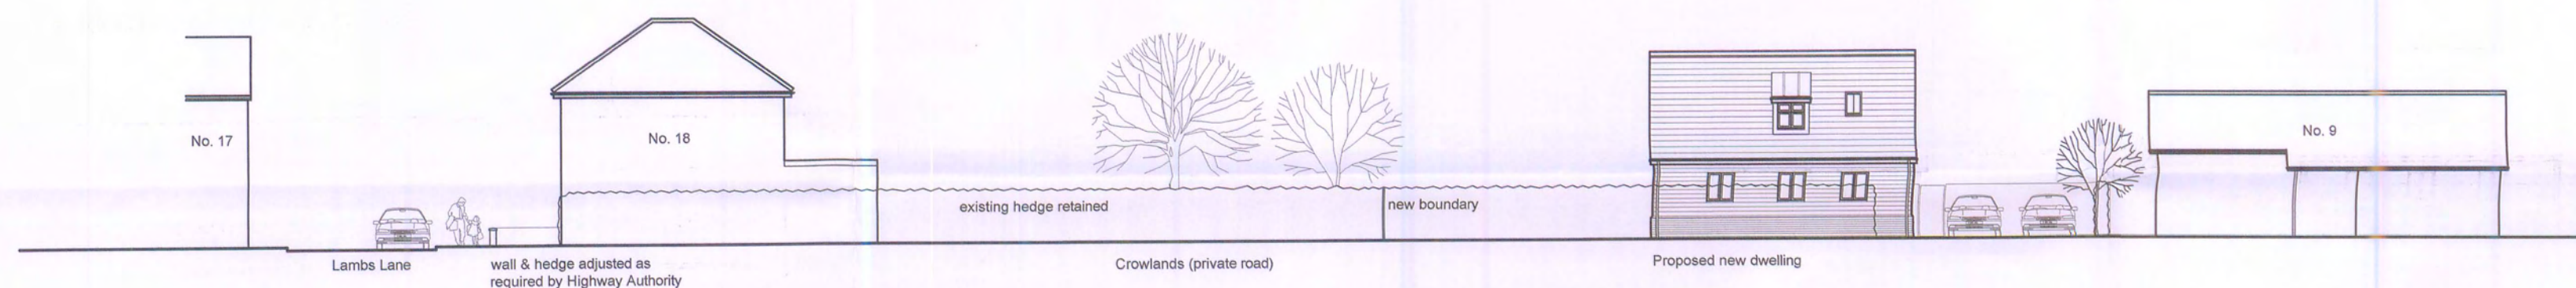 No. 17
No. 18
No. 9
existing hedge retained
new boundary
Lambs Lane
wall & hedge adjusted as
required by Highway Authority
Crowlands (private road)
Proposed new dwelling